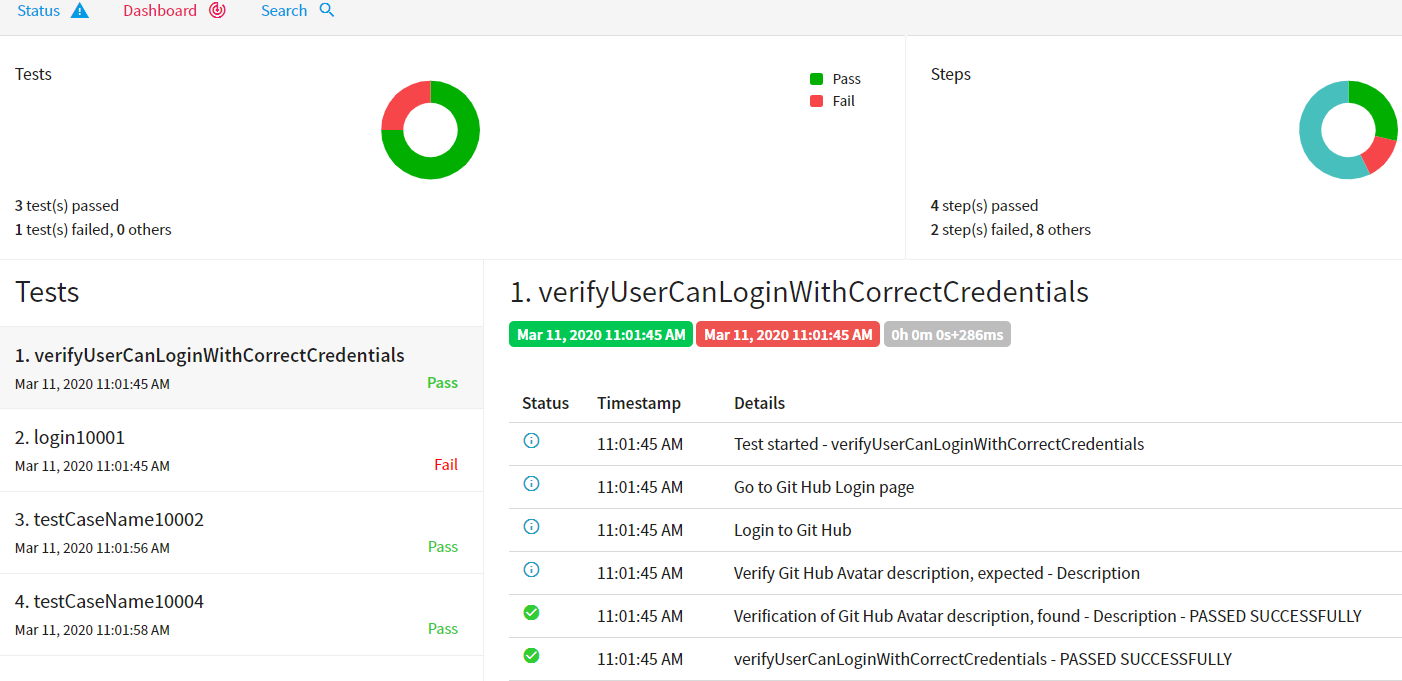 Status Dashboard Search
Tests
Pass
Fail
3 test(s) passed
1 test(s) failed, 0 others
Steps
4 step(s) passed
2 step(s) failed, 8 others
Tests
1. verifyUserCanLoginWithCorrectCredentials
Mar 11, 2020 11:01:45 AM Pass
2. login10001
Mar 11, 2020 11:01:45 AM Fail
3. testCaseName10002
Mar 11, 2020 11:01:56 AM Pass
4. testCaseName10004
Mar 11, 2020 11:01:58 AM Pass
1. verifyUserCanLoginWithCorrectCredentials
Mar 11, 2020 11:01:45 AM Mar 11, 2020 11:01:45 AM 0h 0m 0s+286ms
Status Timestamp Details
11:01:45 AM Test started - verifyUserCanLoginWithCorrectCredentials
11:01:45 AM Go to Git Hub Login page
11:01:45 AM Login to Git Hub
11:01:45 AM Verify Git Hub Avatar description, expected - Description
11:01:45 AM Verification of Git Hub Avatar description, found - Description - PASSED SUCCESSFULLY
11:01:45 AM verifyUserCanLoginWithCorrectCredentials - PASSED SUCCESSFULLY